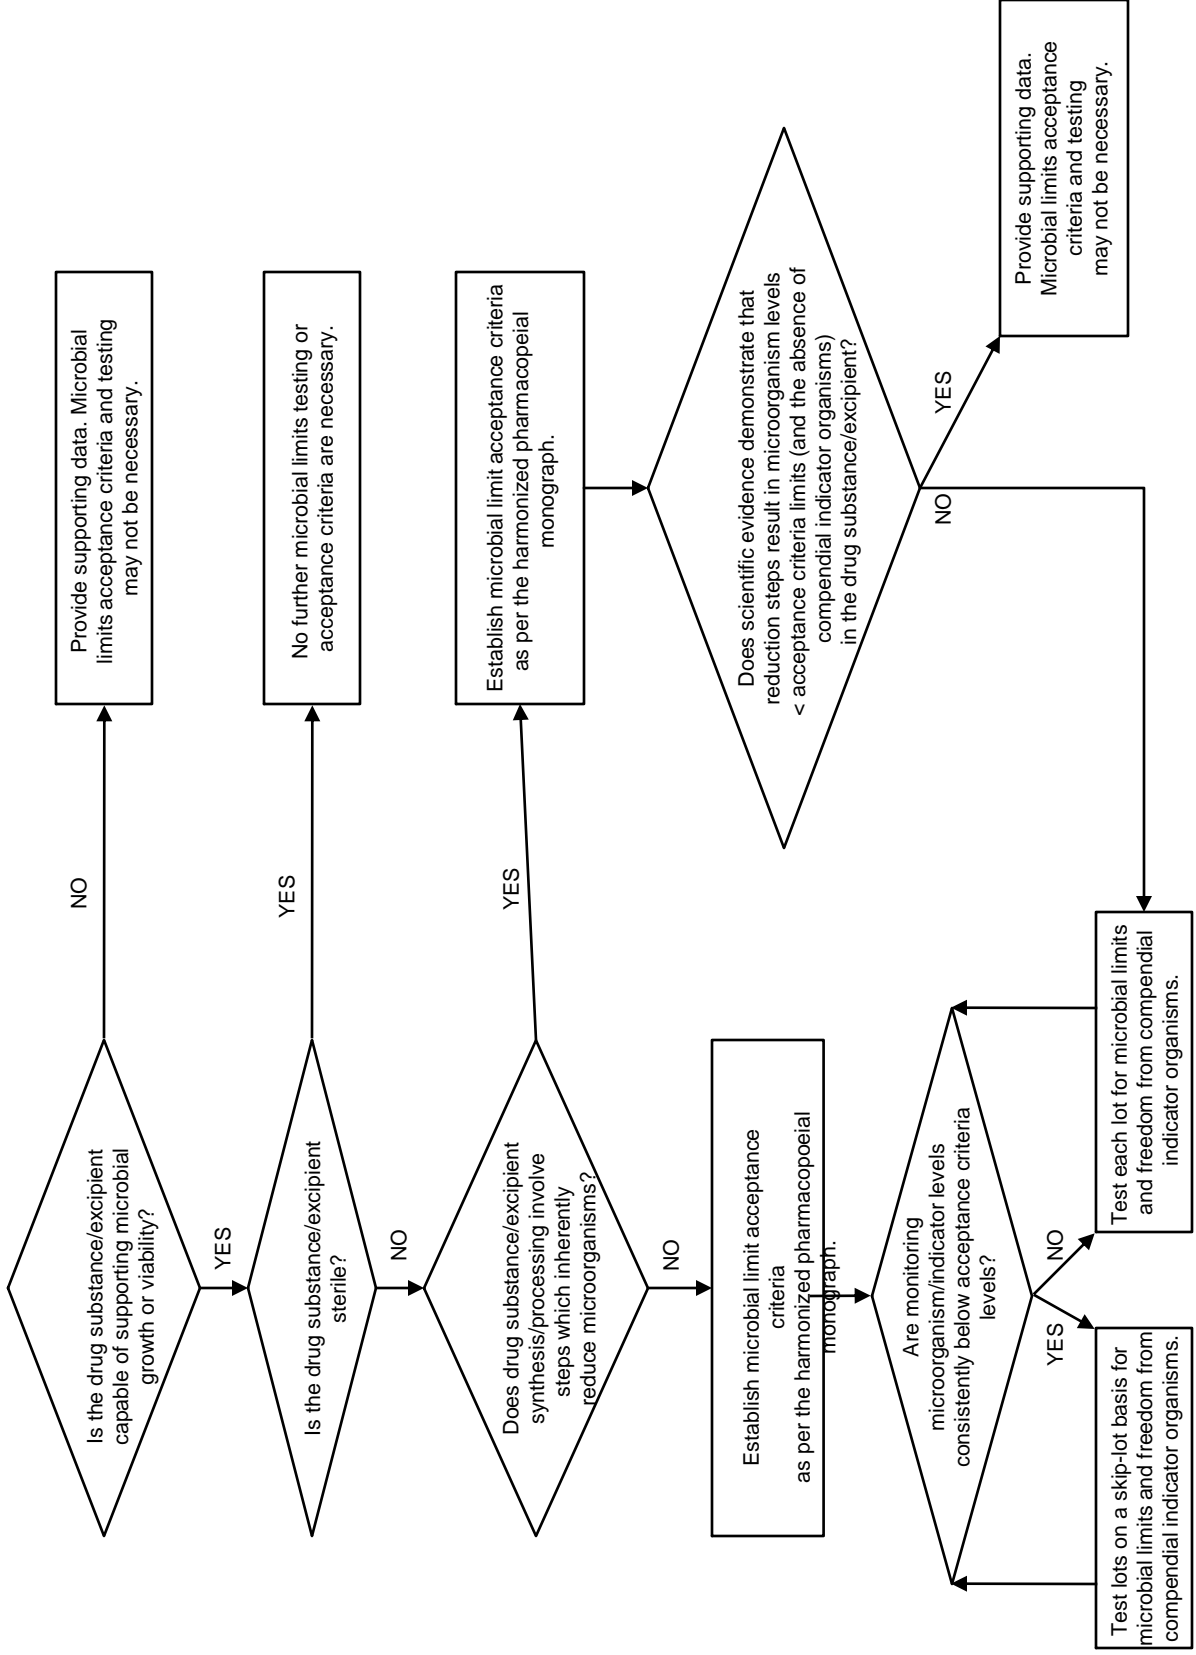 Is the drug substance/excipient
capable of supporting microbial
growth or viability?
NO
Provide supporting data. Microbial
limits acceptance criteria and testing
may not be necessary.
YES
Is the drug substance/excipient
sterile?
YES
No further microbial limits testing or
acceptance criteria are necessary.
NO
Does drug substance/excipient
synthesis/processing involve
steps which inherently
reduce microorganisms?
YES
Establish microbial limit acceptance criteria
as per the harmonized pharmacopeial
monograph.
NO
Establish microbial limit acceptance
criteria
as per the harmonized pharmacopoeial
monograph.
Does scientific evidence demonstrate that
reduction steps result in microorganism levels
< acceptance criteria limits (and the absence of
compendial indicator organisms)
in the drug substance/excipient?
NO
YES
Provide supporting data.
Microbial limits acceptance
criteria and testing
may not be necessary.
Are monitoring
microorganism/indicator levels
consistently below acceptance criteria
levels?
YES
NO
Test lots on a skip-lot basis for
microbial limits and freedom from
compendial indicator organisms.
Test each lot for microbial limits
and freedom from compendial
indicator organisms.